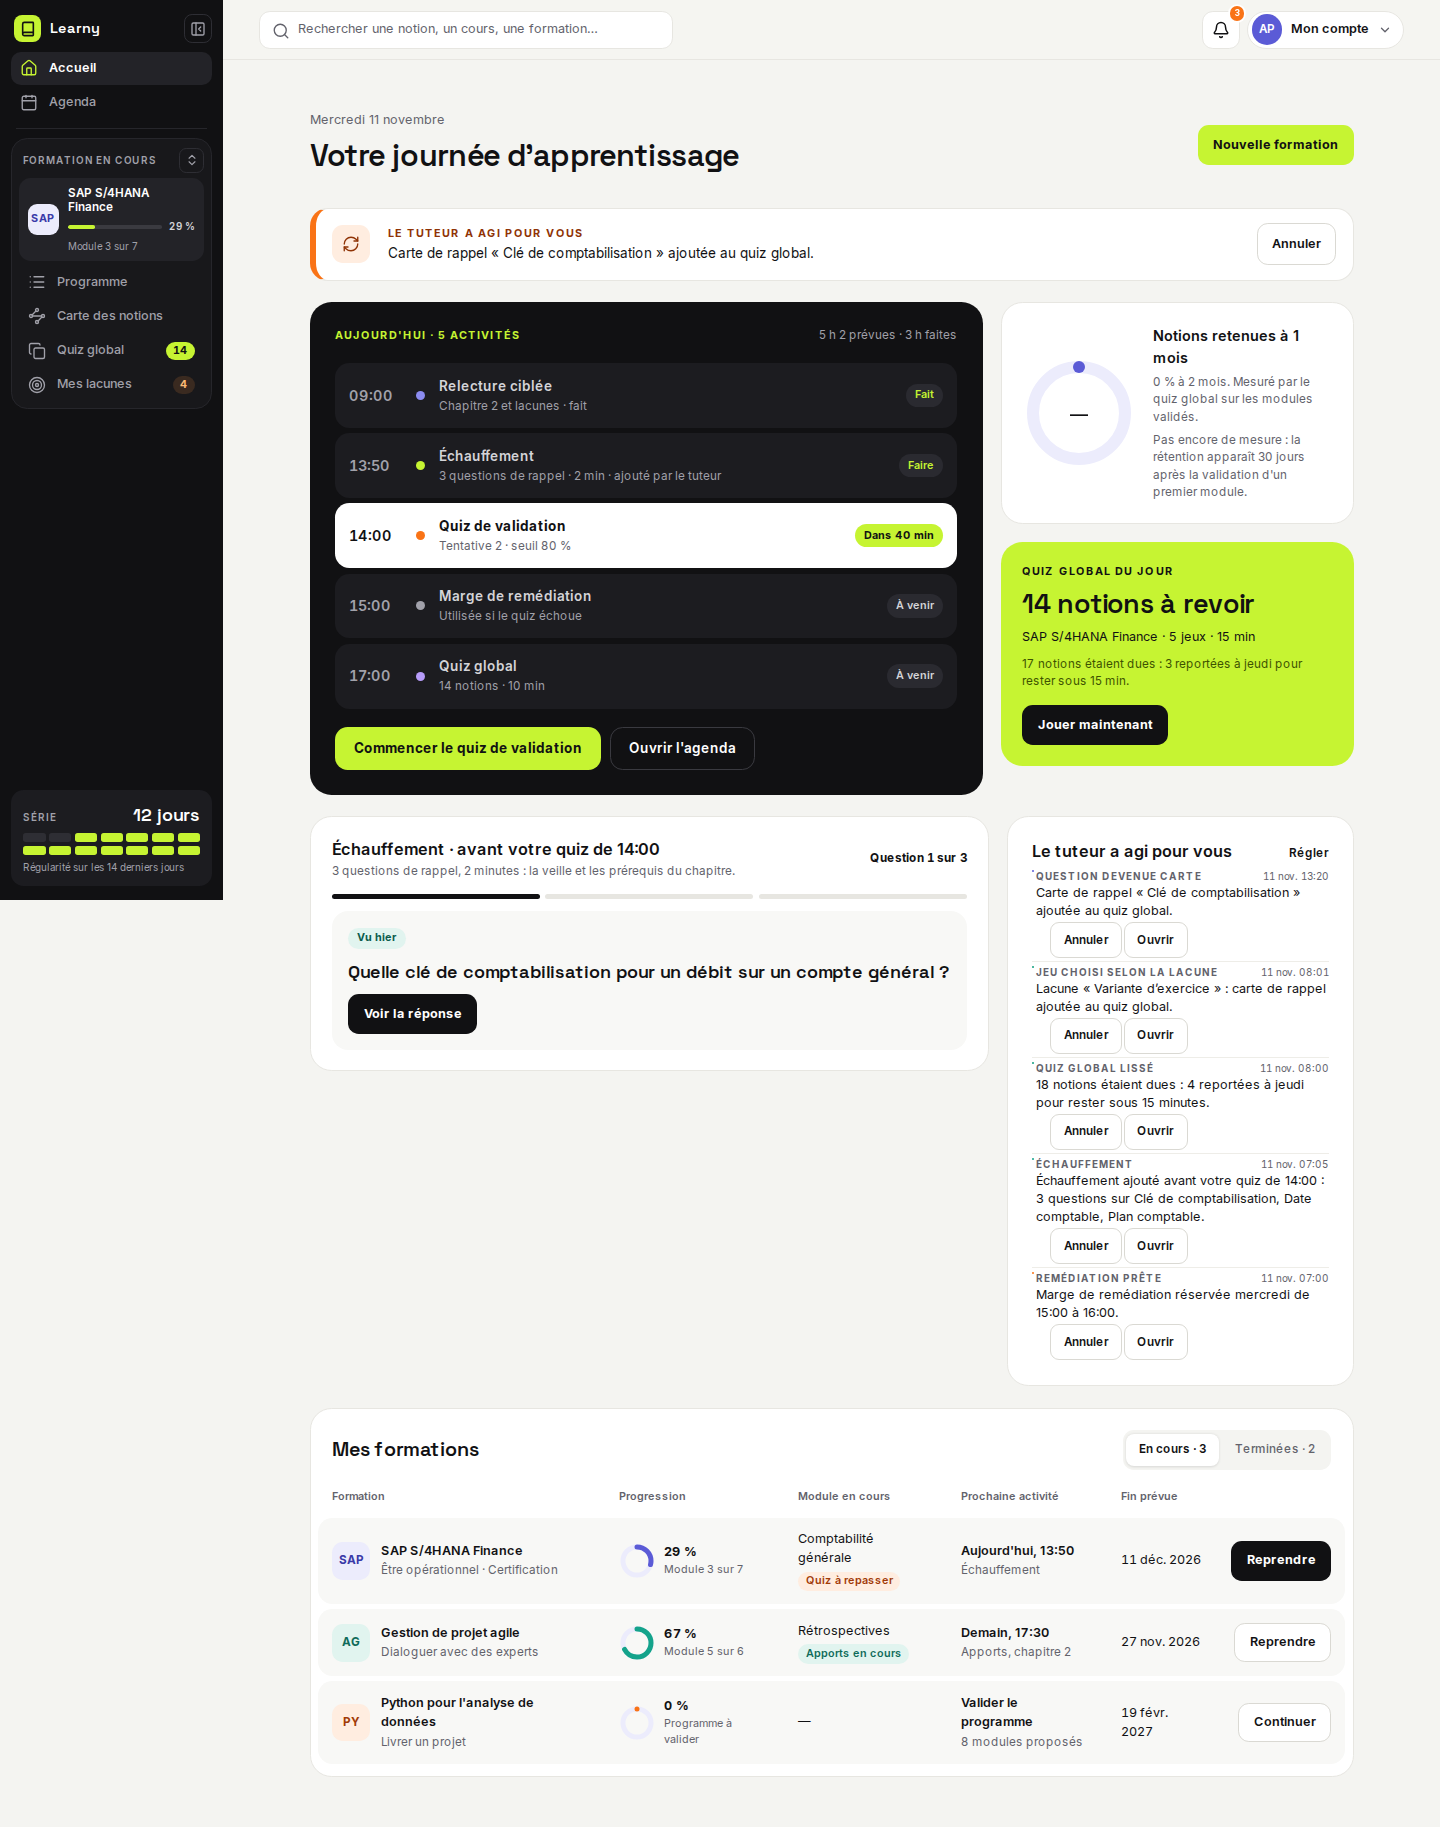 Learny
Accueil
Agenda
FORMATION EN COURS
SAP
SAP S/4HANA
Finance
29 %
Module 3 sur 7
Programme
Carte des notions
Quiz global
14
Mes lacunes
4
SÉRIE
12 jours
Régularité sur les 14 derniers jours
Rechercher une notion, un cours, une formation...
3
AP
Mon compte
Mercredi 11 novembre
Votre journée d'apprentissage
Nouvelle formation
LE TUTEUR A AGI POUR VOUS
Carte de rappel « Clé de comptabilisation » ajoutée au quiz global.
Annuler
AUJOURD'HUI · 5 ACTIVITÉS
5 h 2 prévues · 3 h faites
09:00
Relecture ciblée
Chapitre 2 et lacunes · fait
Fait
13:50
Échauffement
3 questions de rappel · 2 min · ajouté par le tuteur
Faire
14:00
Quiz de validation
Tentative 2 · seuil 80 %
Dans 40 min
15:00
Marge de remédiation
Utilisée si le quiz échoue
À venir
17:00
Quiz global
14 notions · 10 min
À venir
Commencer le quiz de validation
Ouvrir l'agenda
—
Notions retenues à 1
mois
0 % à 2 mois. Mesuré par le
quiz global sur les modules
validés.
Pas encore de mesure : la
rétention apparaît 30 jours
après la validation d'un
premier module.
QUIZ GLOBAL DU JOUR
14 notions à revoir
SAP S/4HANA Finance · 5 jeux · 15 min
17 notions étaient dues : 3 reportées à jeudi pour
rester sous 15 min.
Jouer maintenant
Échauffement · avant votre quiz de 14:00
3 questions de rappel, 2 minutes : la veille et les prérequis du chapitre.
Question 1 sur 3
Vu hier
Quelle clé de comptabilisation pour un débit sur un compte général ?
Voir la réponse
Le tuteur a agi pour vous
Régler
QUESTION DEVENUE CARTE
11 nov. 13:20
Carte de rappel « Clé de comptabilisation »
ajoutée au quiz global.
Annuler
Ouvrir
JEU CHOISI SELON LA LACUNE
11 nov. 08:01
Lacune « Variante d'exercice » : carte de rappel
ajoutée au quiz global.
Annuler
Ouvrir
QUIZ GLOBAL LISSÉ
11 nov. 08:00
18 notions étaient dues : 4 reportées à jeudi
pour rester sous 15 minutes.
Annuler
Ouvrir
ÉCHAUFFEMENT
11 nov. 07:05
Échauffement ajouté avant votre quiz de 14:00 :
3 questions sur Clé de comptabilisation, Date
comptable, Plan comptable.
Annuler
Ouvrir
REMÉDIATION PRÊTE
11 nov. 07:00
Marge de remédiation réservée mercredi de
15:00 à 16:00.
Annuler
Ouvrir
Mes formations
En cours · 3
Terminées · 2
Formation
Progression
Module en cours
Prochaine activité
Fin prévue
SAP
SAP S/4HANA Finance
Être opérationnel · Certification
29 %
Module 3 sur 7
Comptabilité
générale
Quiz à repasser
Aujourd'hui, 13:50
Échauffement
11 déc. 2026
Reprendre
AG
Gestion de projet agile
Dialoguer avec des experts
67 %
Module 5 sur 6
Rétrospectives
Apports en cours
Demain, 17:30
Apports, chapitre 2
27 nov. 2026
Reprendre
PY
Python pour l'analyse de
données
Livrer un projet
0 %
Programme à
valider
—
Valider le
programme
8 modules proposés
19 févr.
2027
Continuer